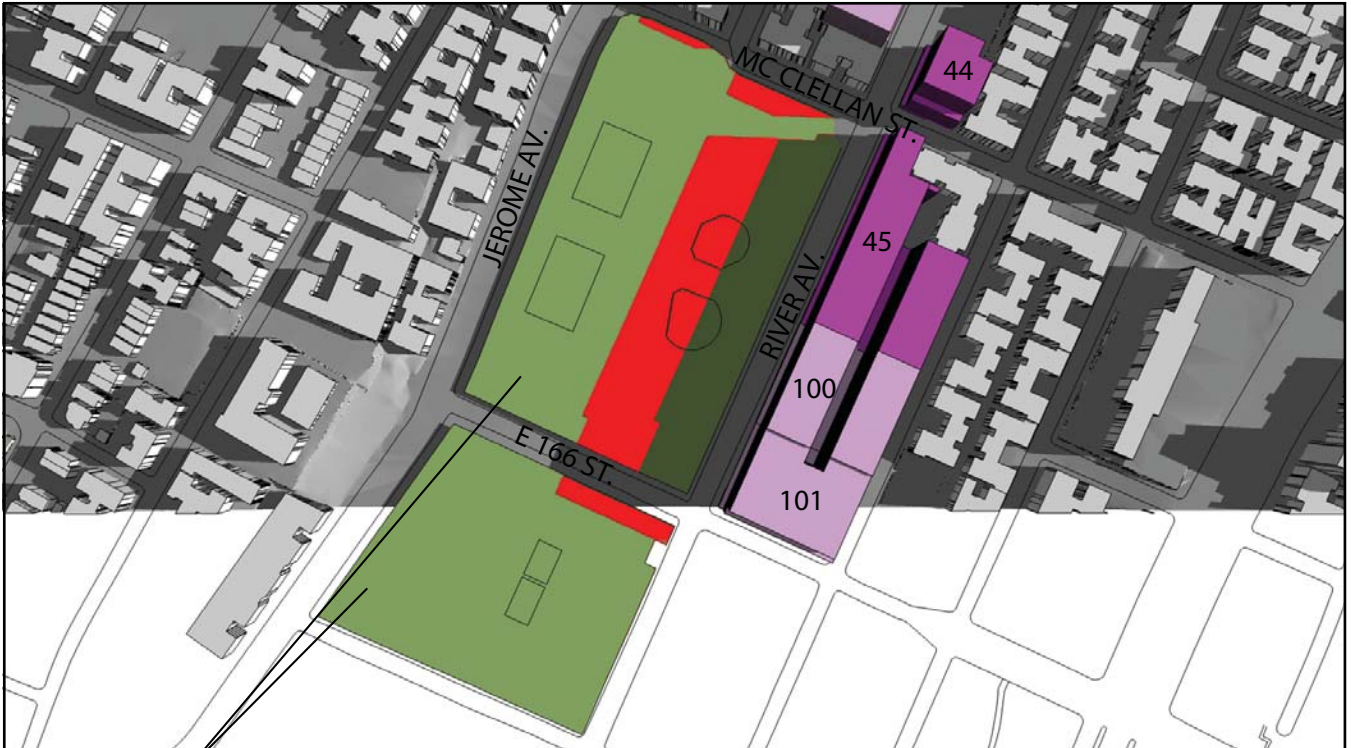 MC CLELLAN ST.
44
JEROME AV.
45
RIVER AV.
100
E 166 ST.
101